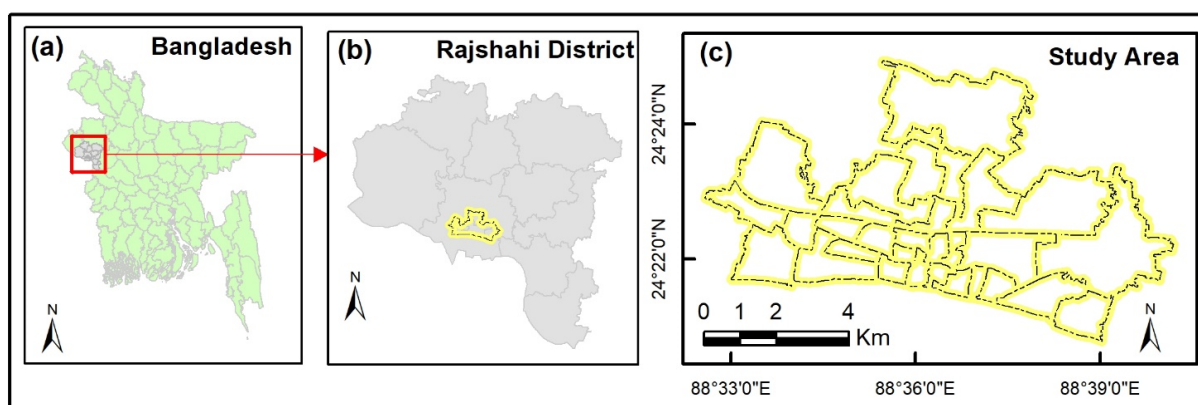 (a) Bangladesh
N
(b) Rajshahi District
N
(c) Study Area
24°24'0"N
24°22'0"N
0 1 2 4
Km
N
88°33'0"E 88°36'0"E 88°39'0"E